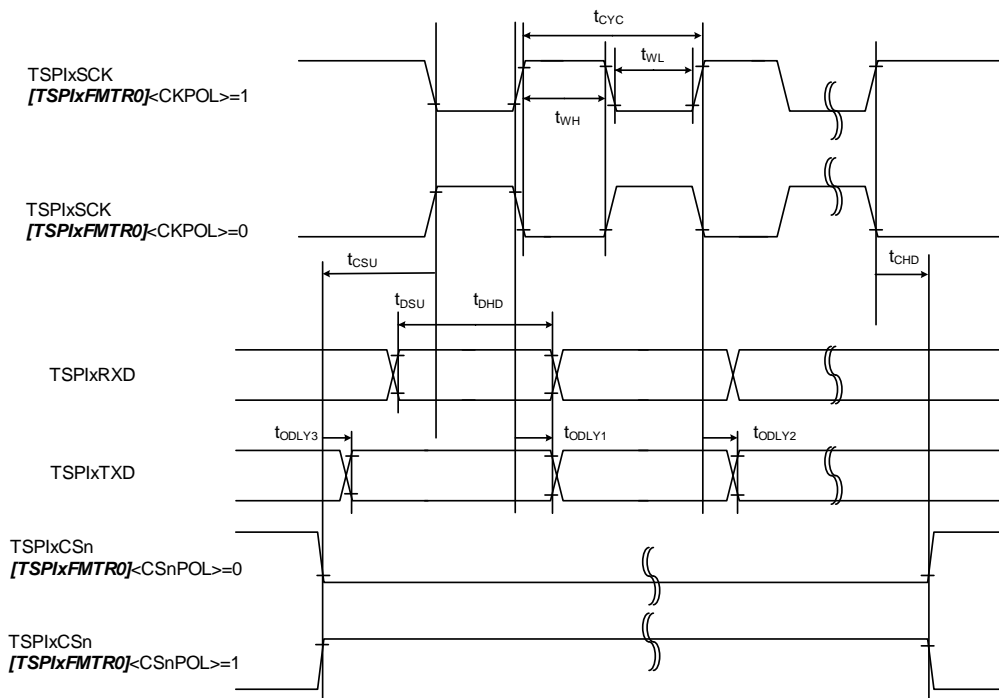 tCYC
tWL
TSPIxSCK
[TSPIxFMTR0]<CKPOL>=1
tWH
TSPIxSCK
[TSPIxFMTR0]<CKPOL>=0
tCSU
tCHD
tDSU
tDHD
TSPIxRXD
tODLY3
tODLY1
tODLY2
TSPIxTXD
TSPIxCSn
[TSPIxFMTR0]<CSnPOL>=0
TSPIxCSn
[TSPIxFMTR0]<CSnPOL>=1